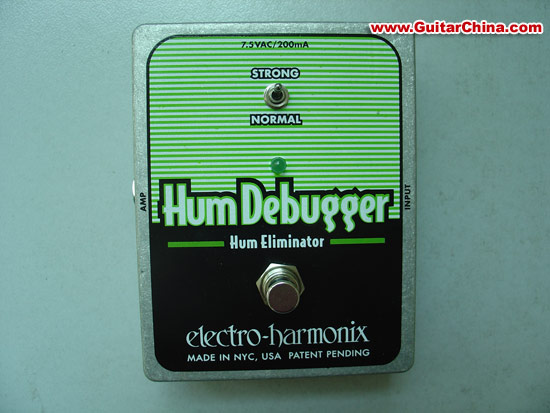 www.GuitarChina.com
7.5VAC/200mA
STRONG
NORMAL
AMP
INPUT
Hum Debugger
Hum Eliminator
electro-harmonix
MADE IN NYC, USA PATENT PENDING